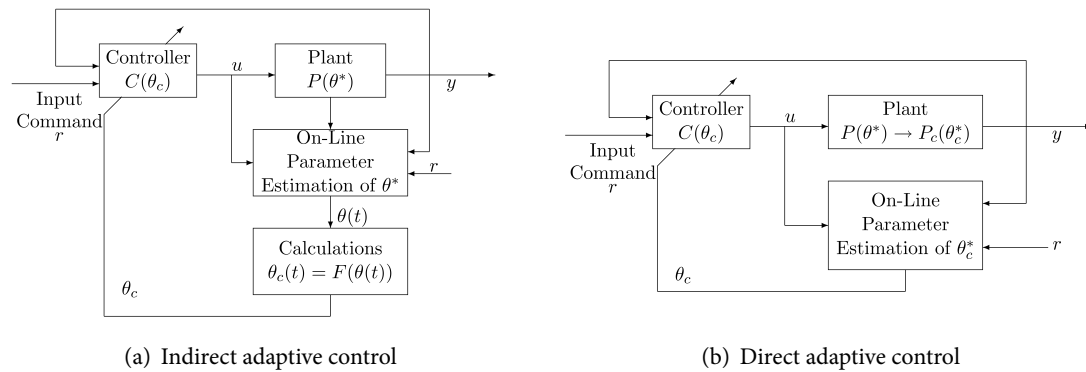 Controller
C(θ_c)
u
Plant
P(θ*)
y
Input
Command
r
On-Line
Parameter
Estimation of θ*
r
θ(t)
Calculations
θ_c(t) = F(θ(t))
θ_c
(a) Indirect adaptive control
Controller
C(θ_c)
u
Plant
P(θ*) → P_c(θ_c*)
y
Input
Command
r
On-Line
Parameter
Estimation of θ_c*
r
θ_c
(b) Direct adaptive control